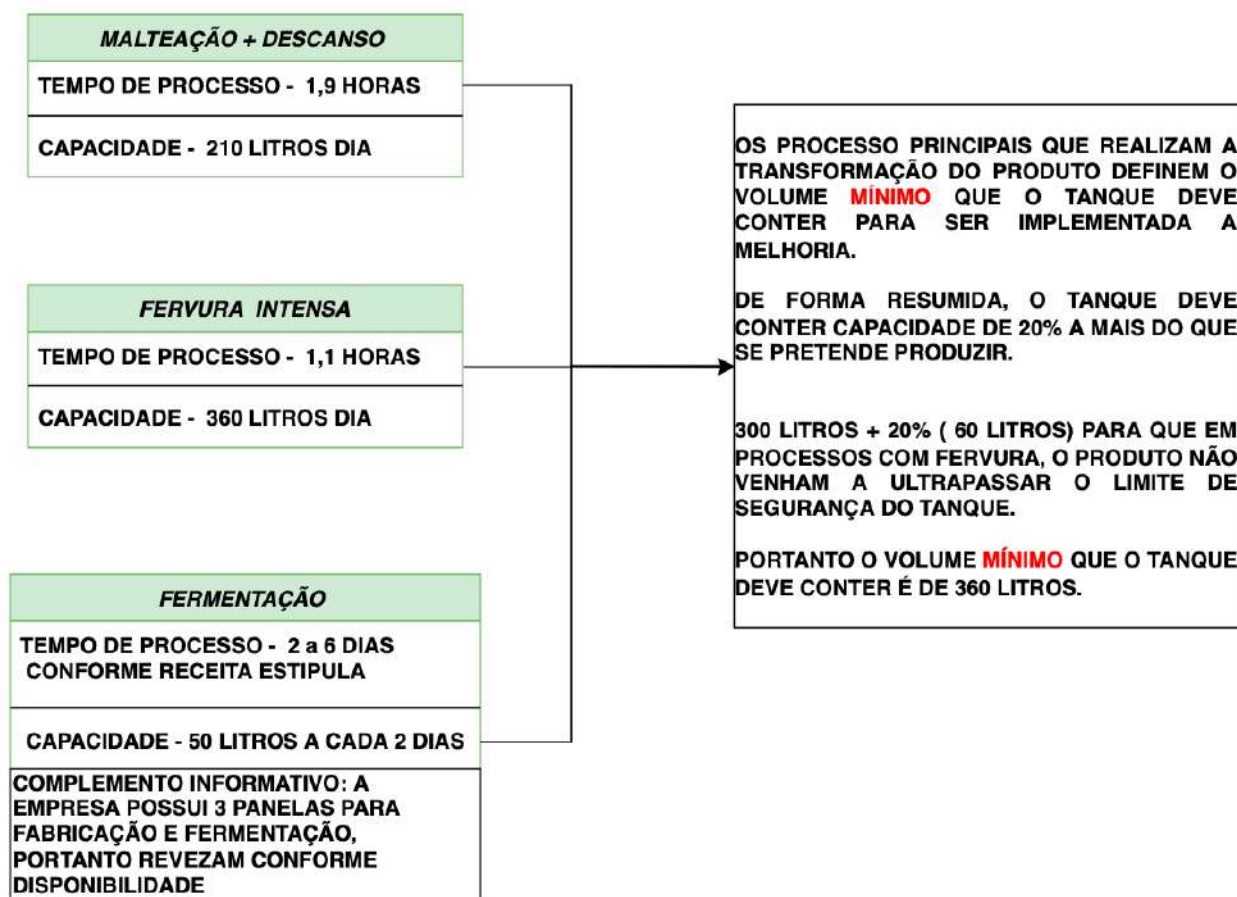 MALTEAÇÃO + DESCANSO
TEMPO DE PROCESSO - 1,9 HORAS
CAPACIDADE - 210 LITROS DIA
FERVURA INTENSA
TEMPO DE PROCESSO - 1,1 HORAS
CAPACIDADE - 360 LITROS DIA
FERMENTAÇÃO
TEMPO DE PROCESSO - 2 a 6 DIAS
CONFORME RECEITA ESTIPULA
CAPACIDADE - 50 LITROS A CADA 2 DIAS
COMPLEMENTO INFORMATIVO: A
EMPRESA POSSUI 3 PANELAS PARA
FABRICAÇÃO E FERMENTAÇÃO,
PORTANTO REVEZAM CONFORME
DISPONIBILIDADE
OS PROCESSO PRINCIPAIS QUE REALIZAM A
TRANSFORMAÇÃO DO PRODUTO DEFINEM O
VOLUME MÍNIMO QUE O TANQUE DEVE
CONTER PARA SER IMPLEMENTADA A
MELHORIA.
DE FORMA RESUMIDA, O TANQUE DEVE
CONTER CAPACIDADE DE 20% A MAIS DO QUE
SE PRETENDE PRODUZIR.
300 LITROS + 20% ( 60 LITROS) PARA QUE EM
PROCESSOS COM FERVURA, O PRODUTO NÃO
VENHAM A ULTRAPASSAR O LIMITE DE
SEGURANÇA DO TANQUE.
PORTANTO O VOLUME MÍNIMO QUE O TANQUE
DEVE CONTER É DE 360 LITROS.